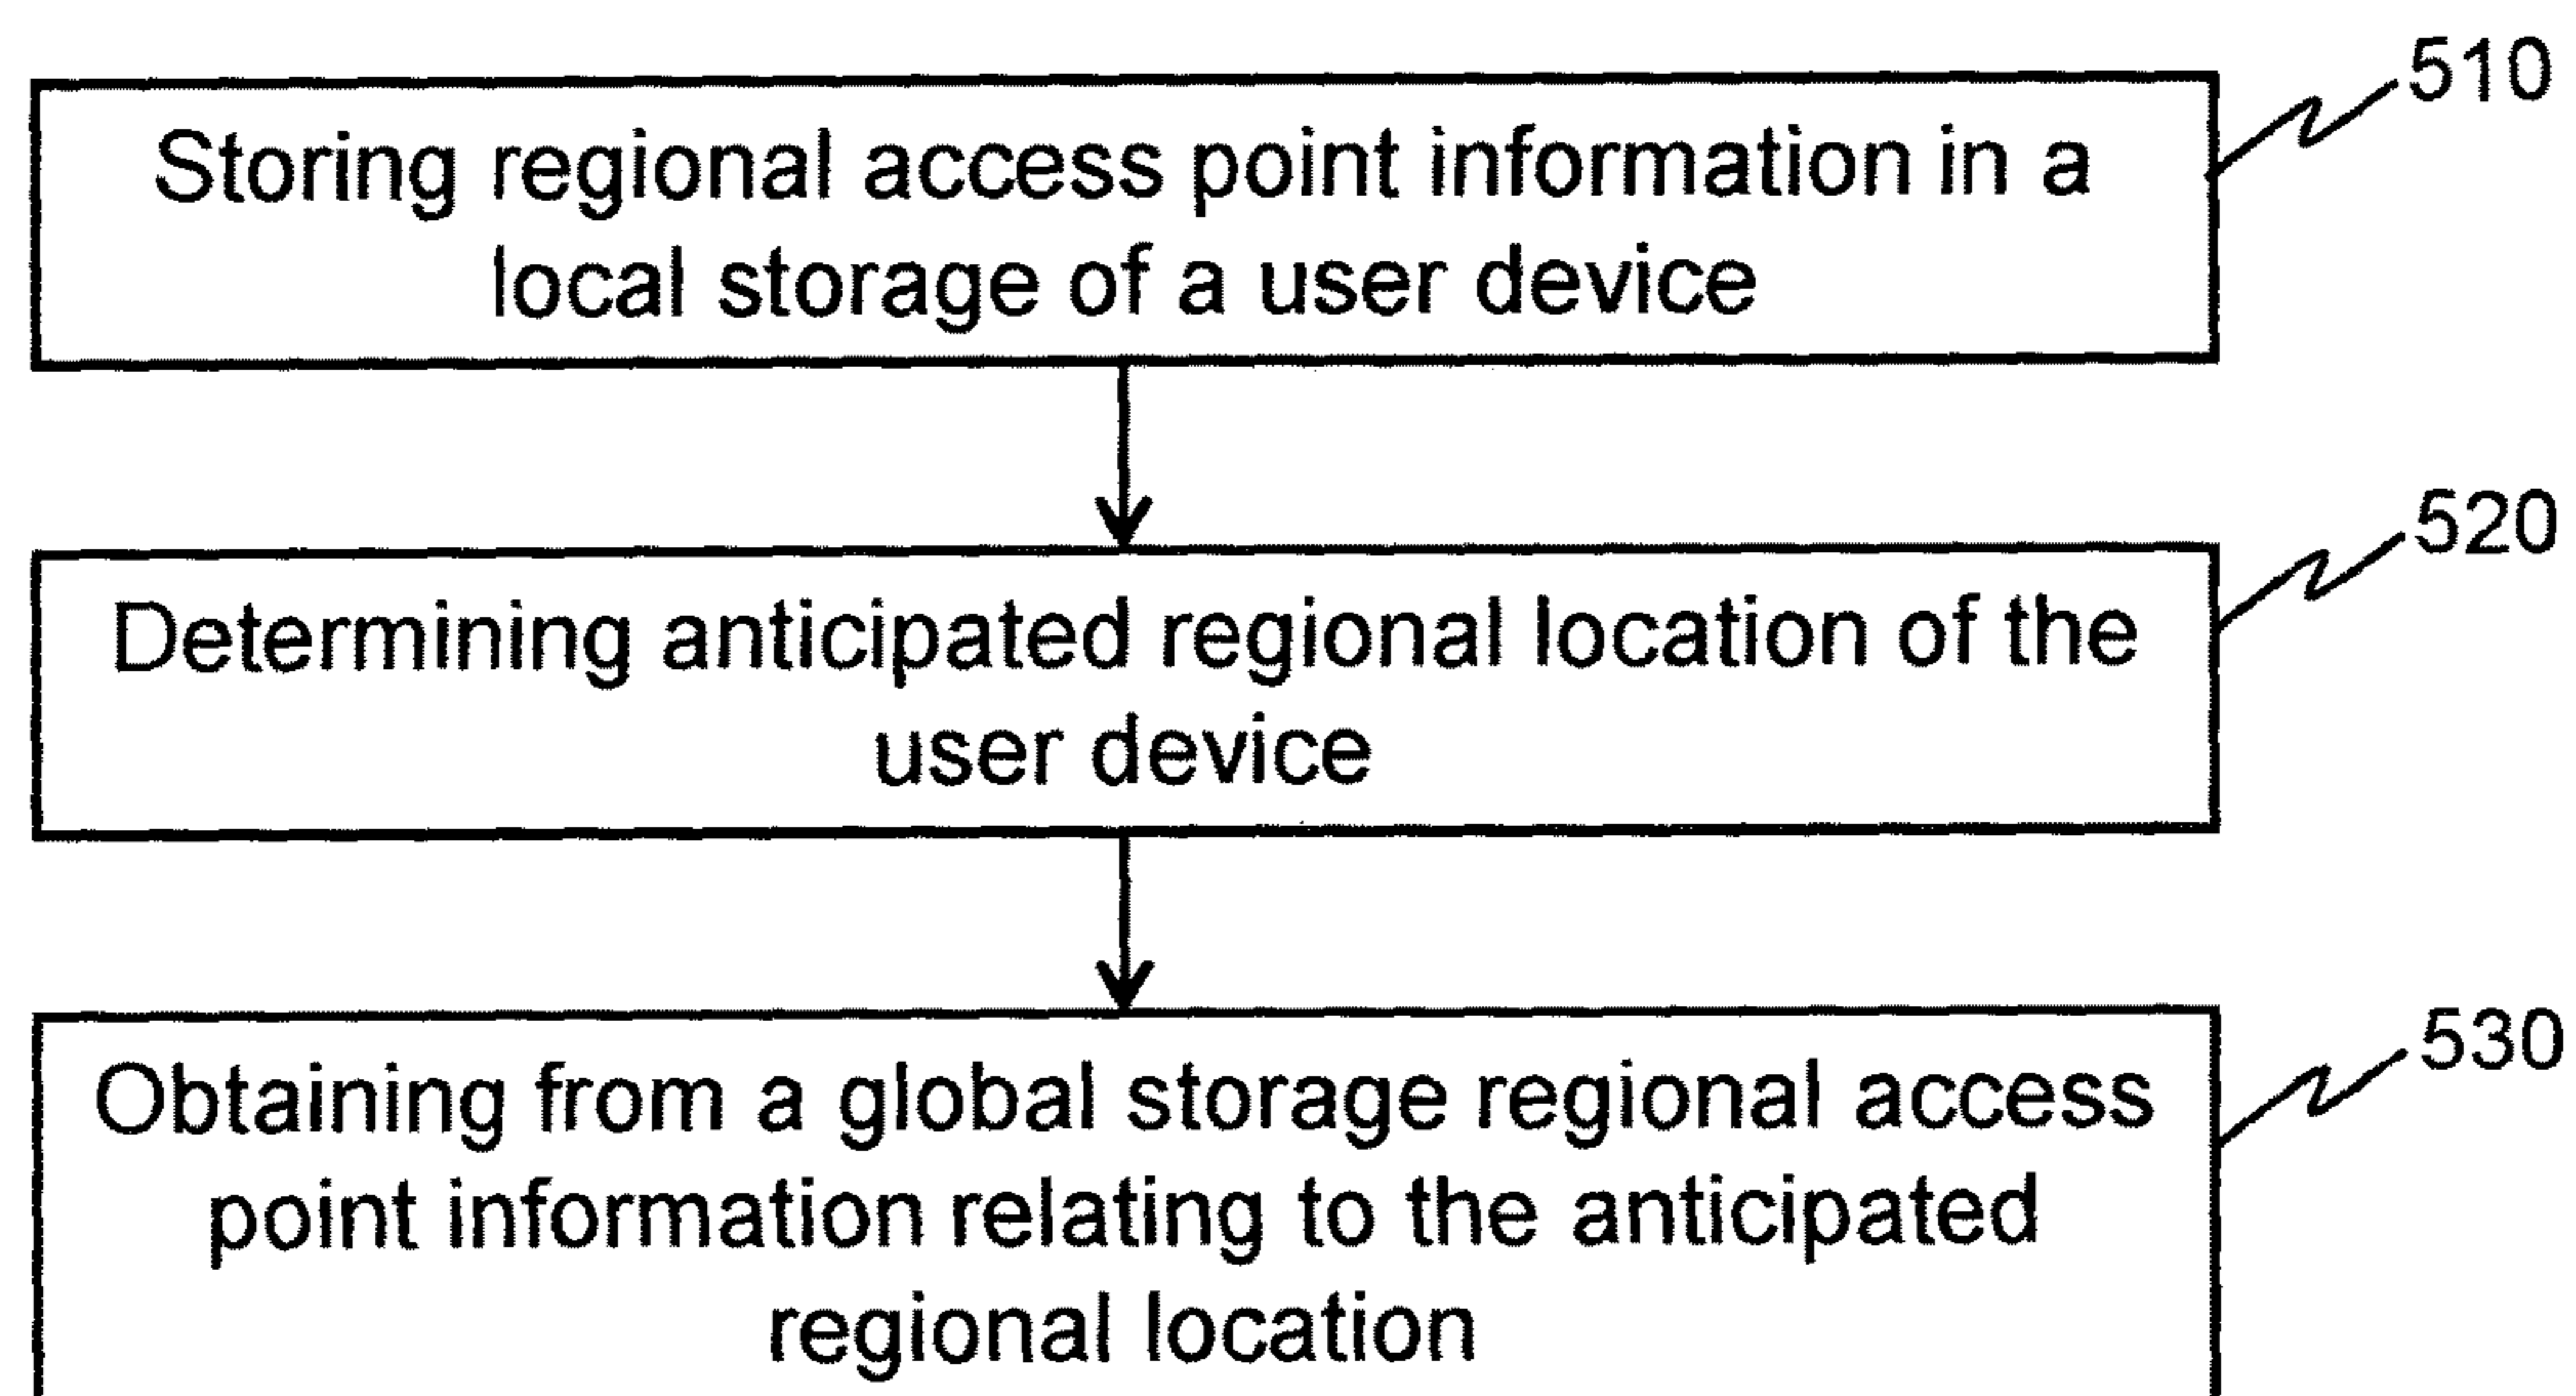 510
Storing regional access point information in a
local storage of a user device
520
Determining anticipated regional location of the
user device
530
Obtaining from a global storage regional access
point information relating to the anticipated
regional location